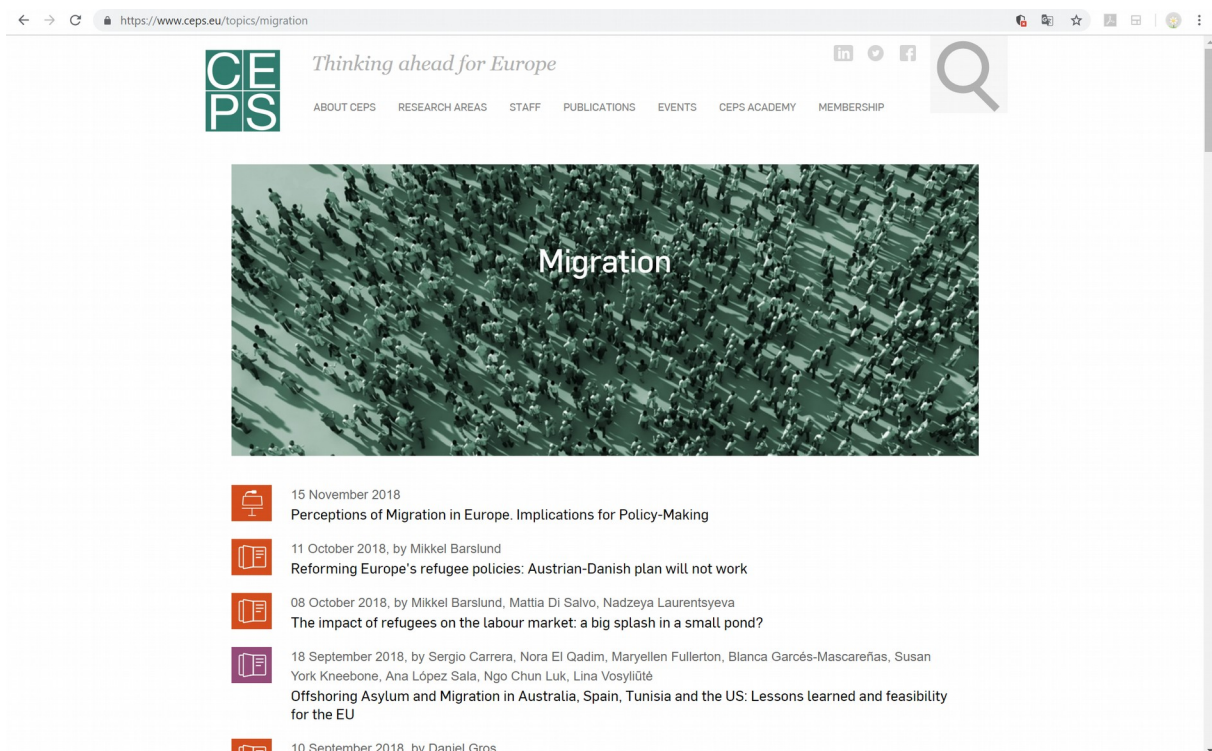 https://www.ceps.eu/topics/migration
CE
PS
Thinking ahead for Europe
in
f
ABOUT CEPS RESEARCH AREAS STAFF PUBLICATIONS EVENTS CEPS ACADEMY MEMBERSHIP
Migration
15 November 2018
Perceptions of Migration in Europe. Implications for Policy-Making
11 October 2018, by Mikkel Barslund
Reforming Europe's refugee policies: Austrian-Danish plan will not work
08 October 2018, by Mikkel Barslund, Mattia Di Salvo, Nadzeya Laurentsyeva
The impact of refugees on the labour market: a big splash in a small pond?
18 September 2018, by Sergio Carrera, Nora El Qadim, Maryellen Fullerton, Blanca Garcés-Mascareñas, Susan
York Kneebone, Ana López Sala, Ngo Chun Luk, Lina Vosyliūtė
Offshoring Asylum and Migration in Australia, Spain, Tunisia and the US: Lessons learned and feasibility
for the EU
10 September 2018, by Daniel Gros